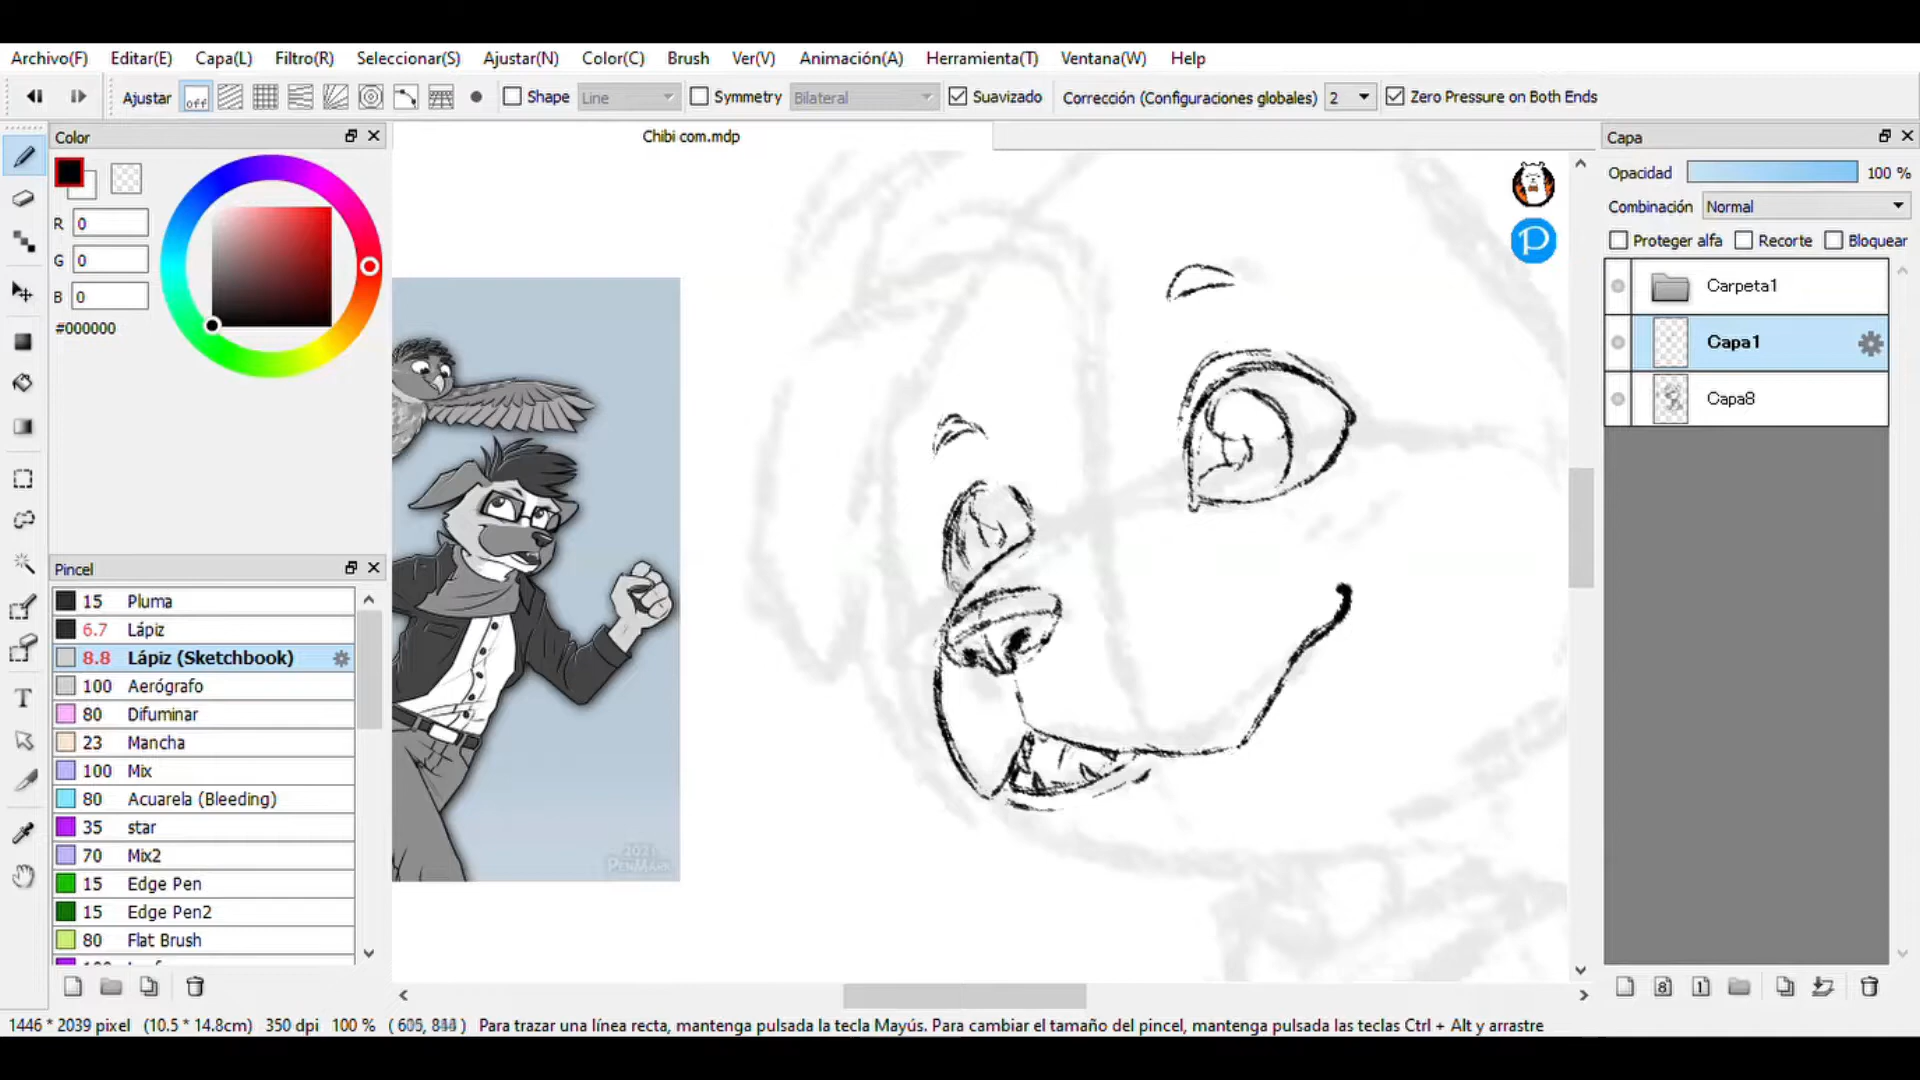 Archivo(F) Editar(E) Capa(L) Filtro(R) Seleccionar(S) Ajustar(N) Color(C) Brush Ver(V) Animación(A) Herramienta(T) Ventana(W) Help
Ajustar off Shape Line Symmetry Bilateral Suavizado Corrección (Configuraciones globales) 2 Zero Pressure on Both Ends
Color
Chibi com.mdp
Capa
Opacidad 100 %
Combinación Normal
Proteger alfa Recorte Bloquear
Carpeta1
Capa1
Capa8
R 0
G 0
B 0
#000000
Pincel
15 Pluma
6.7 Lápiz
8.8 Lápiz (Sketchbook)
100 Aerógrafo
80 Difuminar
23 Mancha
100 Mix
80 Acuarela (Bleeding)
35 star
70 Mix2
15 Edge Pen
15 Edge Pen2
80 Flat Brush
2021
PenMark
1446 * 2039 pixel (10.5 * 14.8cm) 350 dpi 100 % Para trazar una línea recta, mantenga pulsada la tecla Mayús. Para cambiar el tamaño del pincel, mantenga pulsada las teclas Ctrl + Alt y arrastre